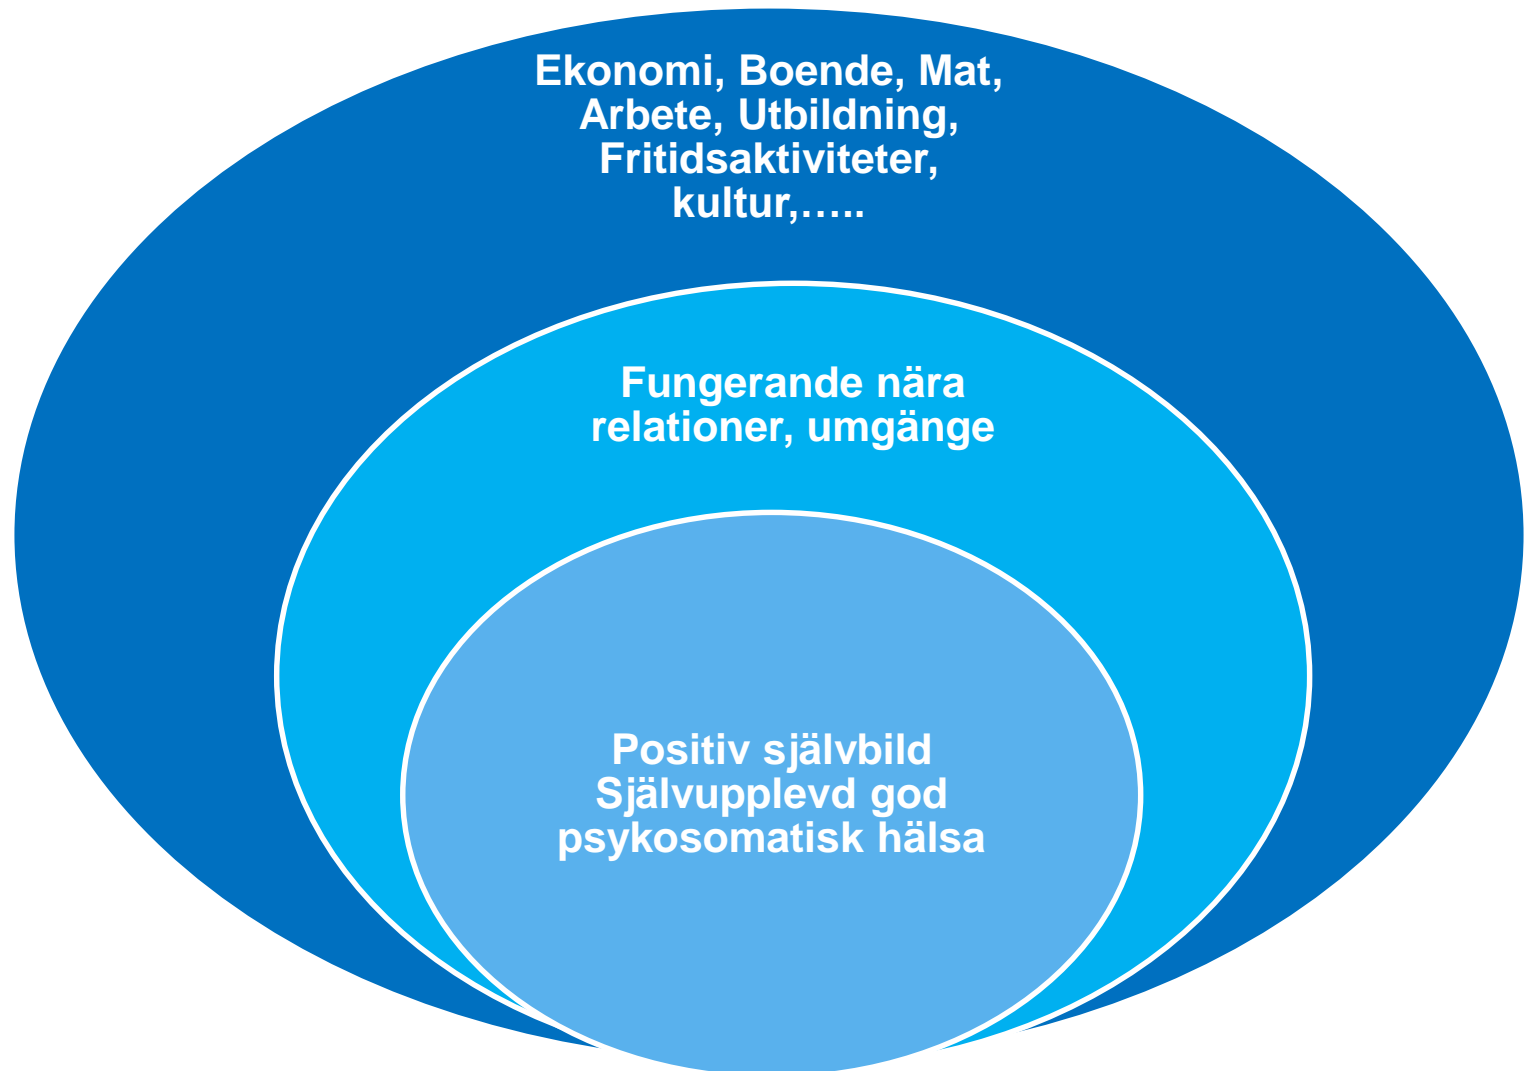 Ekonomi, Boende, Mat,
Arbete, Utbildning,
Fritidsaktiviteter,
kultur,…..
Fungerande nära
relationer, umgänge
Positiv självbild
Självupplevd god
psykosomatisk hälsa